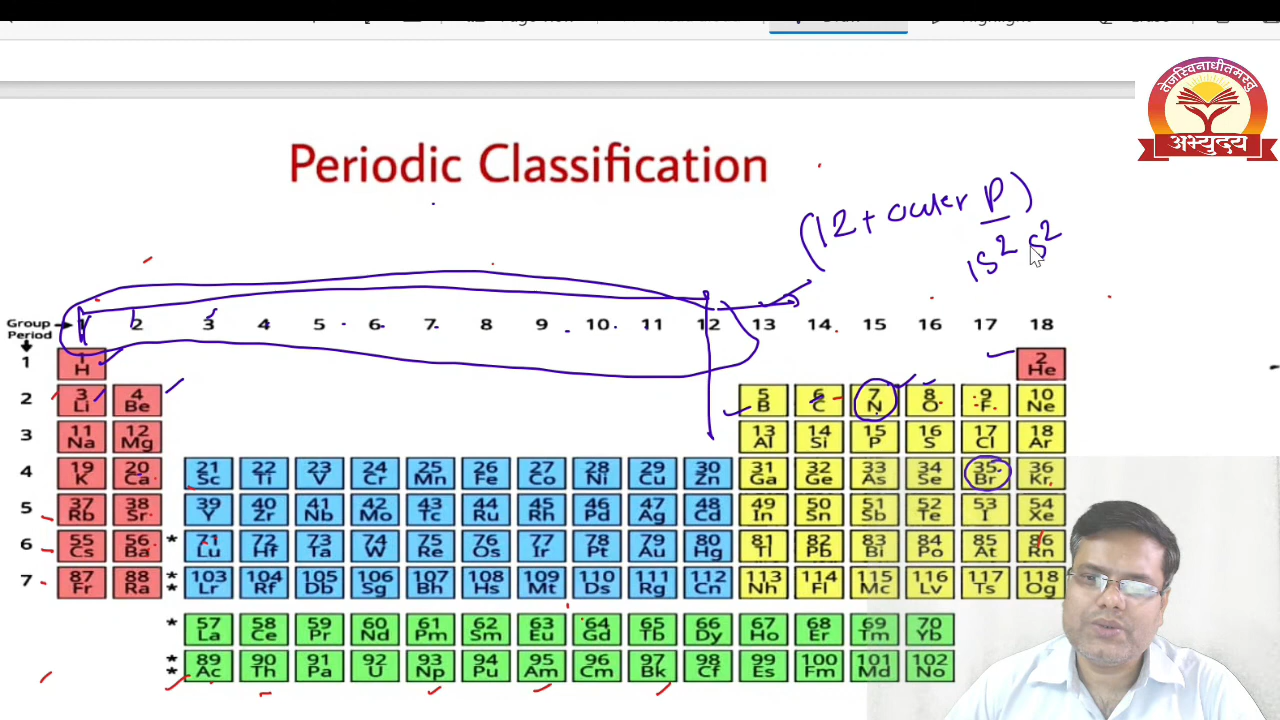 तेजस्विनाधीतमस्तु
अभ्युदय
Periodic Classification
(12 + outer p)
1s² s²
Group 1 2 3 4 5 6 7 8 9 10 11 12 13 14 15 16 17 18
Period
1 1 H 2 He
2 3 Li 4 Be 5 B 6 C 7 N 8 O 9 F 10 Ne
3 11 Na 12 Mg 13 Al 14 Si 15 P 16 S 17 Cl 18 Ar
4 19 K 20 Ca 21 Sc 22 Ti 23 V 24 Cr 25 Mn 26 Fe 27 Co 28 Ni 29 Cu 30 Zn 31 Ga 32 Ge 33 As 34 Se 35 Br 36 Kr
5 37 Rb 38 Sr 39 Y 40 Zr 41 Nb 42 Mo 43 Tc 44 Ru 45 Rh 46 Pd 47 Ag 48 Cd 49 In 50 Sn 51 Sb 52 Te 53 I 54 Xe
6 55 Cs 56 Ba * 71 Lu 72 Hf 73 Ta 74 W 75 Re 76 Os 77 Ir 78 Pt 79 Au 80 Hg 81 Tl 82 Pb 83 Bi 84 Po 85 At 86 Rn
7 87 Fr 88 Ra ** 103 Lr 104 Rf 105 Db 106 Sg 107 Bh 108 Hs 109 Mt 110 Ds 111 Rg 112 Cn 113 Nh 114 Fl 115 Mc 116 Lv 117 Ts 118 Og
* 57 La 58 Ce 59 Pr 60 Nd 61 Pm 62 Sm 63 Eu 64 Gd 65 Tb 66 Dy 67 Ho 68 Er 69 Tm 70 Yb
** 89 Ac 90 Th 91 Pa 92 U 93 Np 94 Pu 95 Am 96 Cm 97 Bk 98 Cf 99 Es 100 Fm 101 Md 102 No